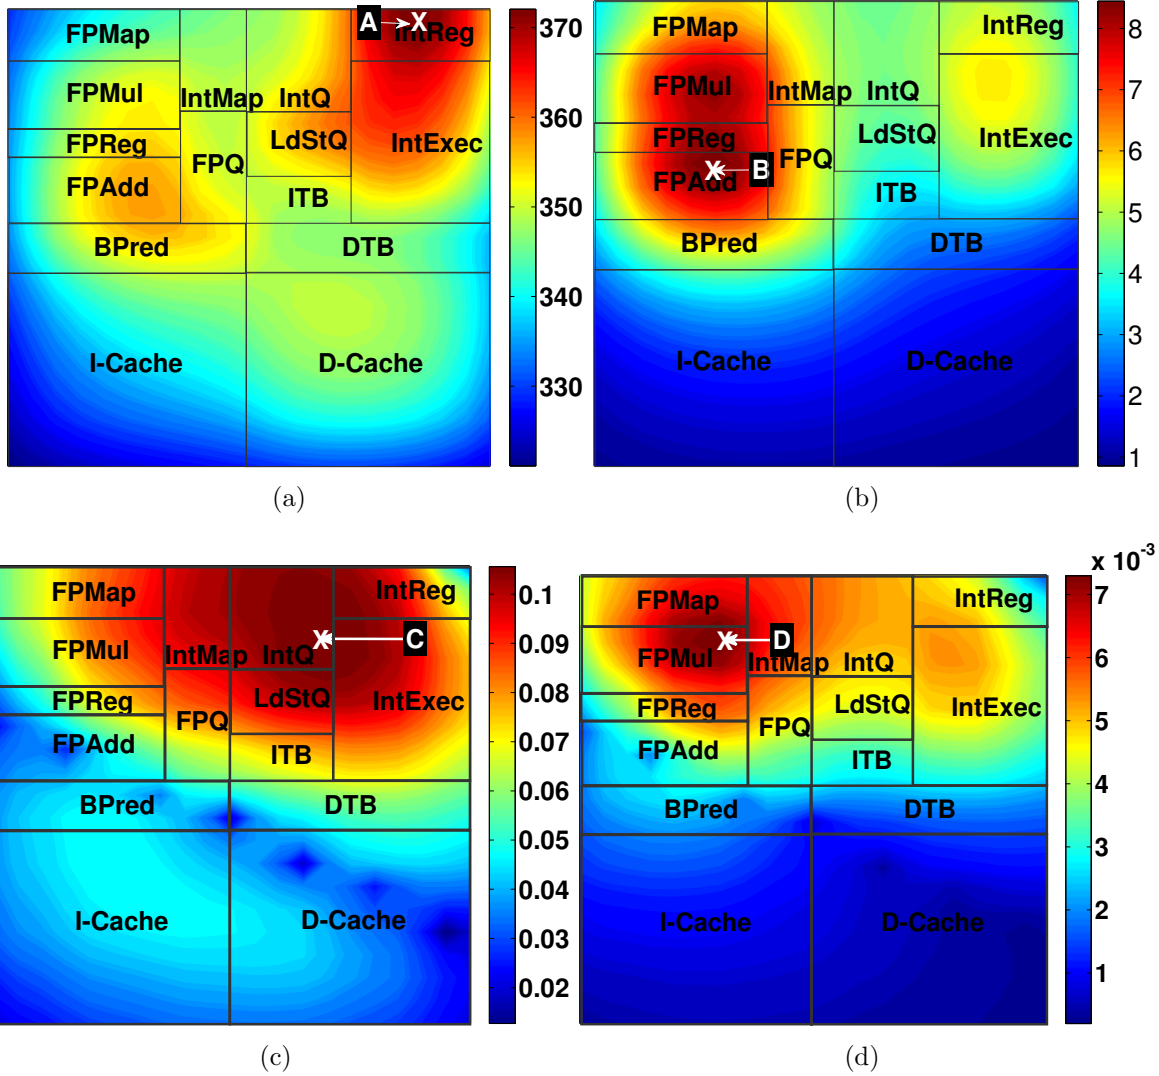 A X
FPMap
IntReg
FPMul
IntMap IntQ
FPReg
LdStQ IntExec
FPQ
FPAdd
ITB
BPred
DTB
I-Cache
D-Cache
370
360
350
340
330
(a)
FPMap
IntReg
FPMul
IntMap IntQ
FPReg
LdStQ IntExec
FPQ
X B
FPAdd
ITB
BPred
DTB
I-Cache
D-Cache
8
7
6
5
4
3
2
1
(b)
FPMap
IntReg
X C
FPMul
IntMap IntQ
FPReg
LdStQ IntExec
FPQ
FPAdd
ITB
BPred
DTB
I-Cache
D-Cache
0.1
0.09
0.08
0.07
0.06
0.05
0.04
0.03
0.02
(c)
x 10-3
FPMap
IntReg
X D
FPMul
IntMap IntQ
FPReg
LdStQ IntExec
FPQ
FPAdd
ITB
BPred
DTB
I-Cache
D-Cache
7
6
5
4
3
2
1
(d)